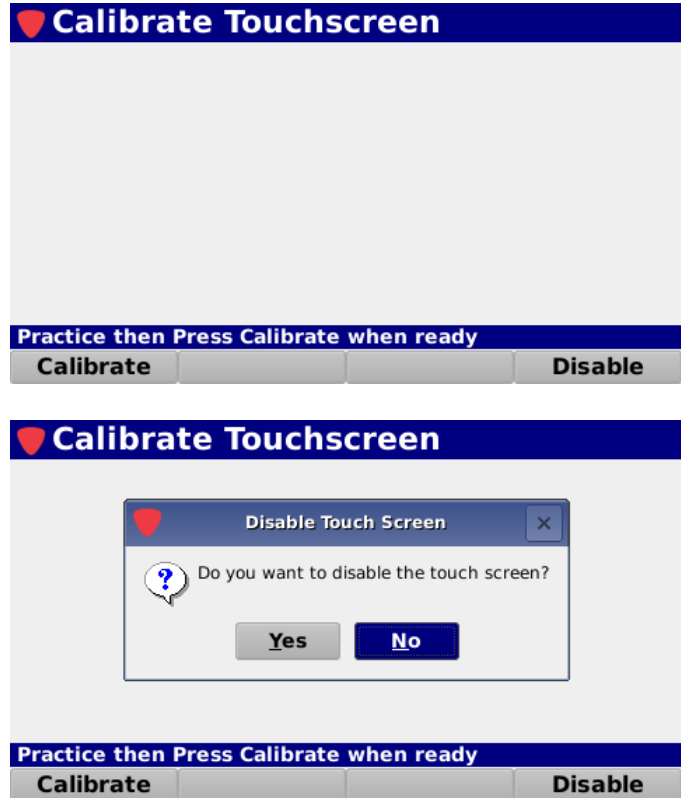 Calibrate Touchscreen
Practice then Press Calibrate when ready
Calibrate Disable
Calibrate Touchscreen
Disable Touch Screen
Do you want to disable the touch screen?
Yes No
Practice then Press Calibrate when ready
Calibrate Disable